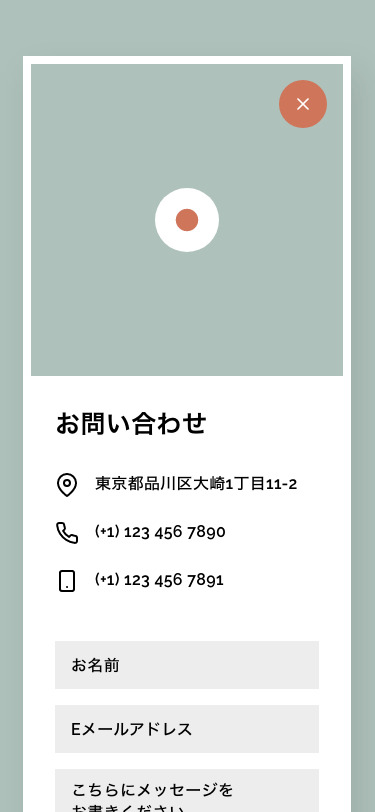 お問い合わせ
東京都品川区大崎1丁目11-2
(+1) 123 456 7890
(+1) 123 456 7891
お名前
Eメールアドレス
こちらにメッセージを
お書きください